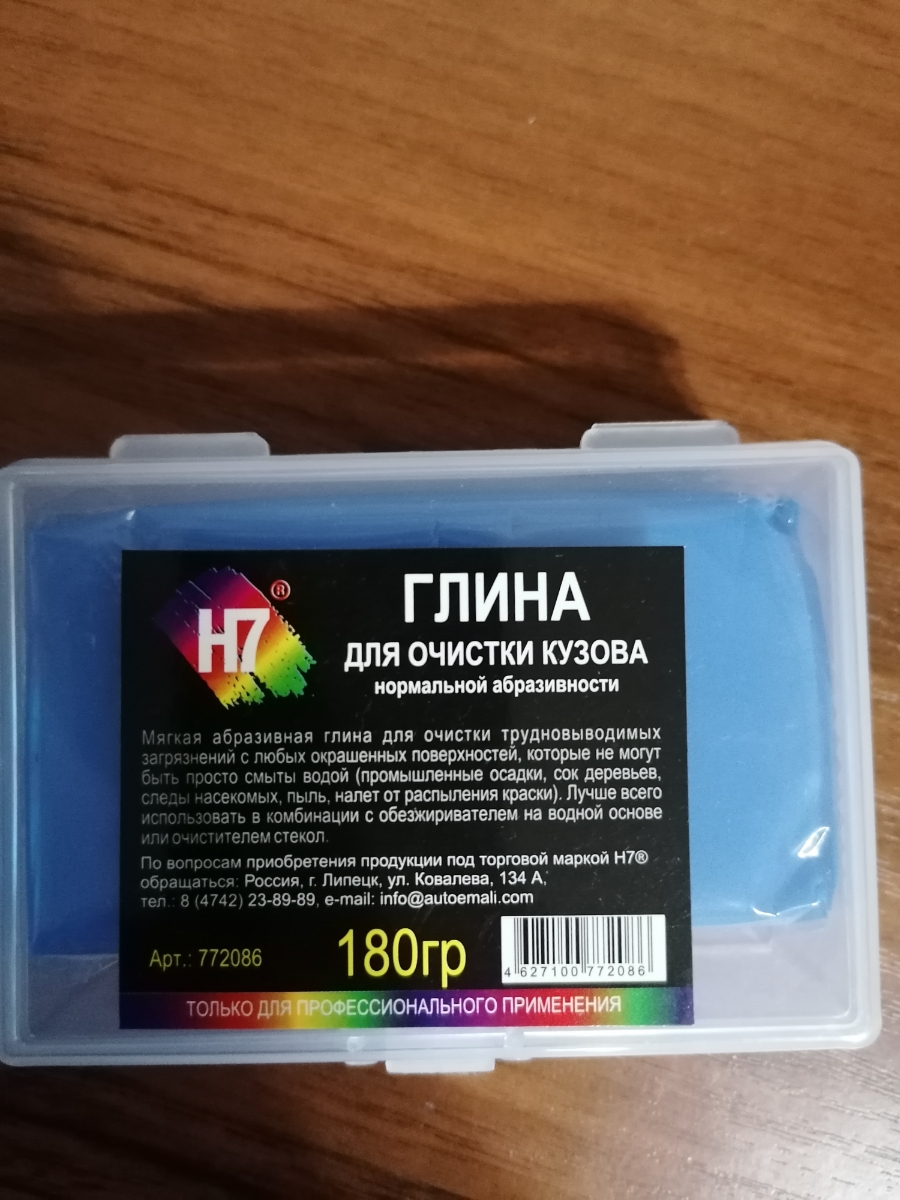 H7®
ГЛИНА
ДЛЯ ОЧИСТКИ КУЗОВА
нормальной абразивности
Мягкая абразивная глина для очистки трудновыводимых
загрязнений с любых окрашенных поверхностей, которые не могут
быть просто смыты водой (промышленные осадки, сок деревьев,
следы насекомых, пыль, налет от распыления краски). Лучше всего
использовать в комбинации с обезжиривателем на водной основе
или очистителем стекол.
По вопросам приобретения продукции под торговой маркой H7®
обращаться: Россия, г. Липецк, ул. Ковалева, 134 А,
тел.: 8 (4742) 23-89-89, e-mail: info@autoemali.com
Арт.: 772086
180гр
4 627100 772086
ТОЛЬКО ДЛЯ ПРОФЕССИОНАЛЬНОГО ПРИМЕНЕНИЯ